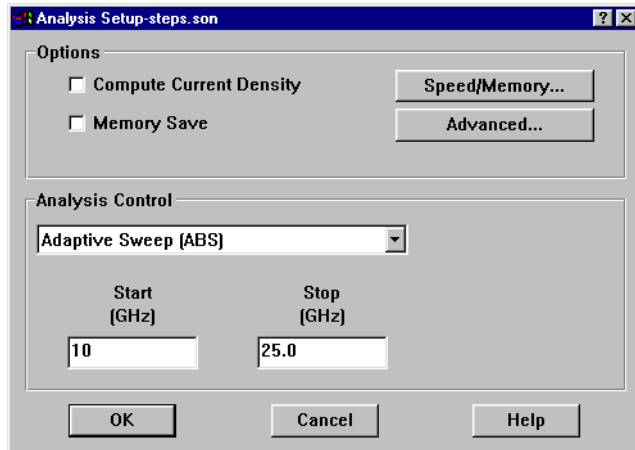 Analysis Setup-steps.son
Options
Compute Current Density
Speed/Memory...
Memory Save
Advanced...
Analysis Control
Adaptive Sweep (ABS)
Start
(GHz)
Stop
(GHz)
10
25.0
OK
Cancel
Help